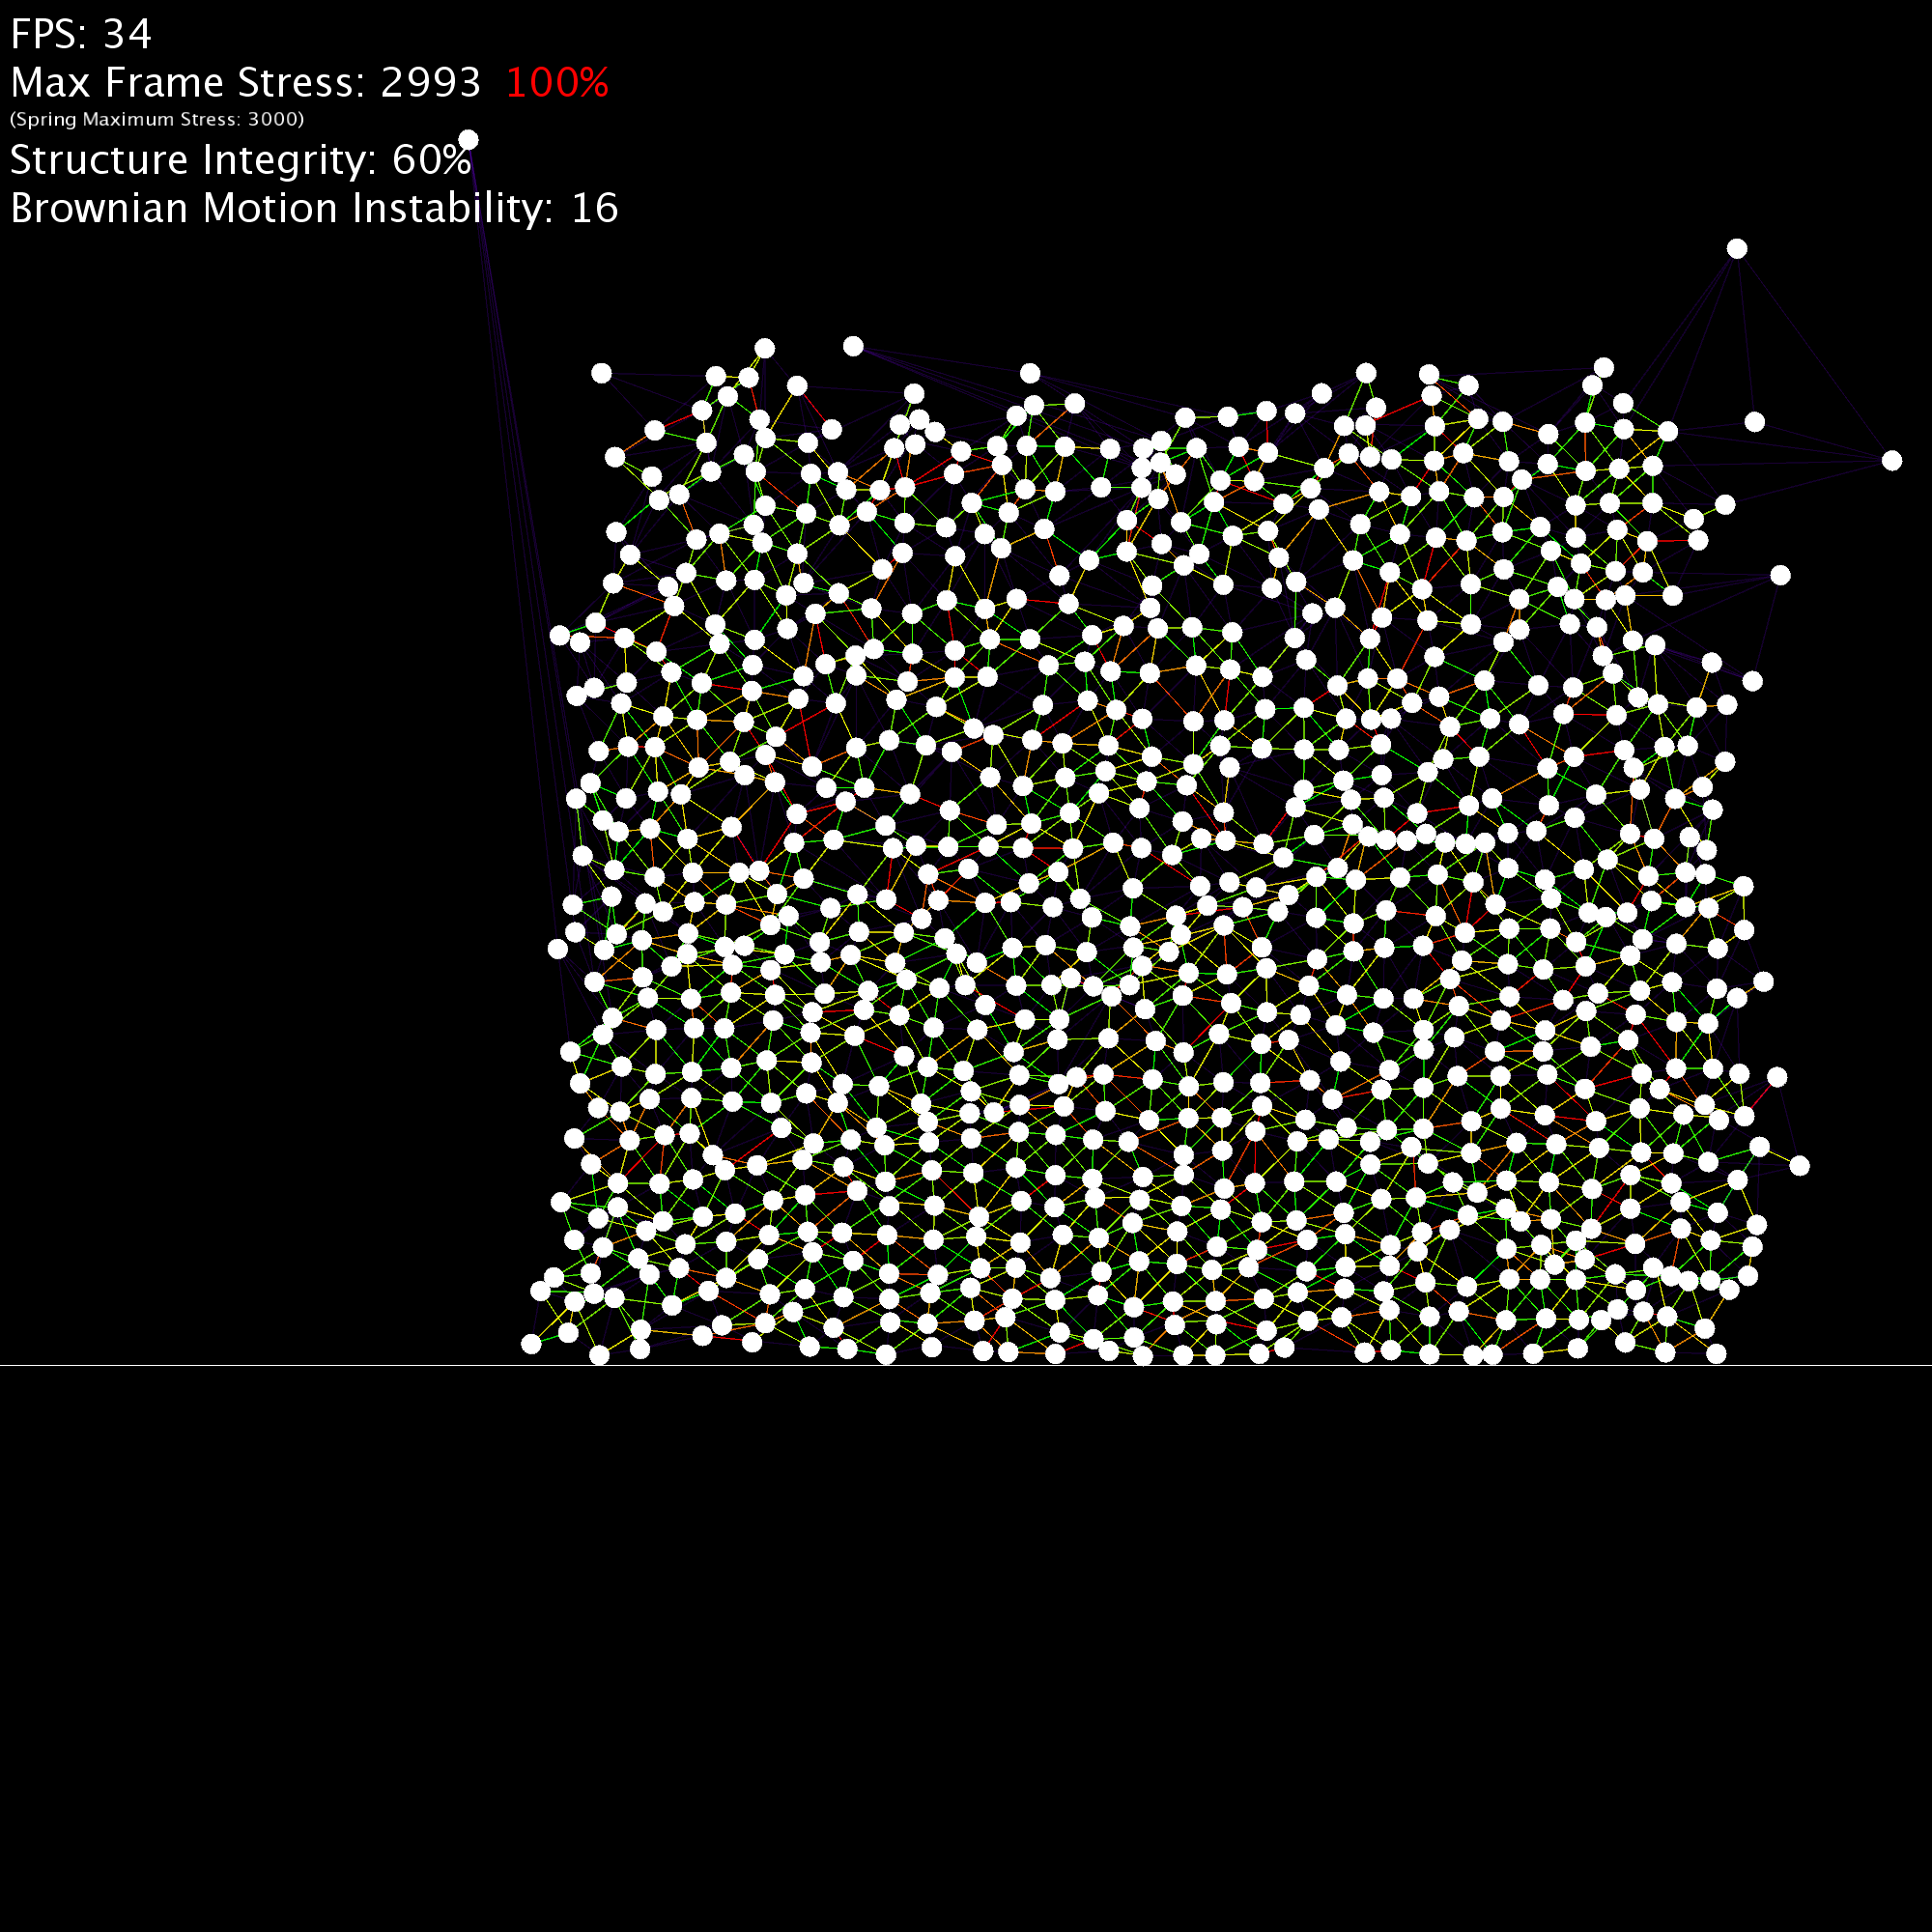 FPS: 34
Max Frame Stress: 2993 100%
(Spring Maximum Stress: 3000)
Structure Integrity: 60%
Brownian Motion Instability: 16